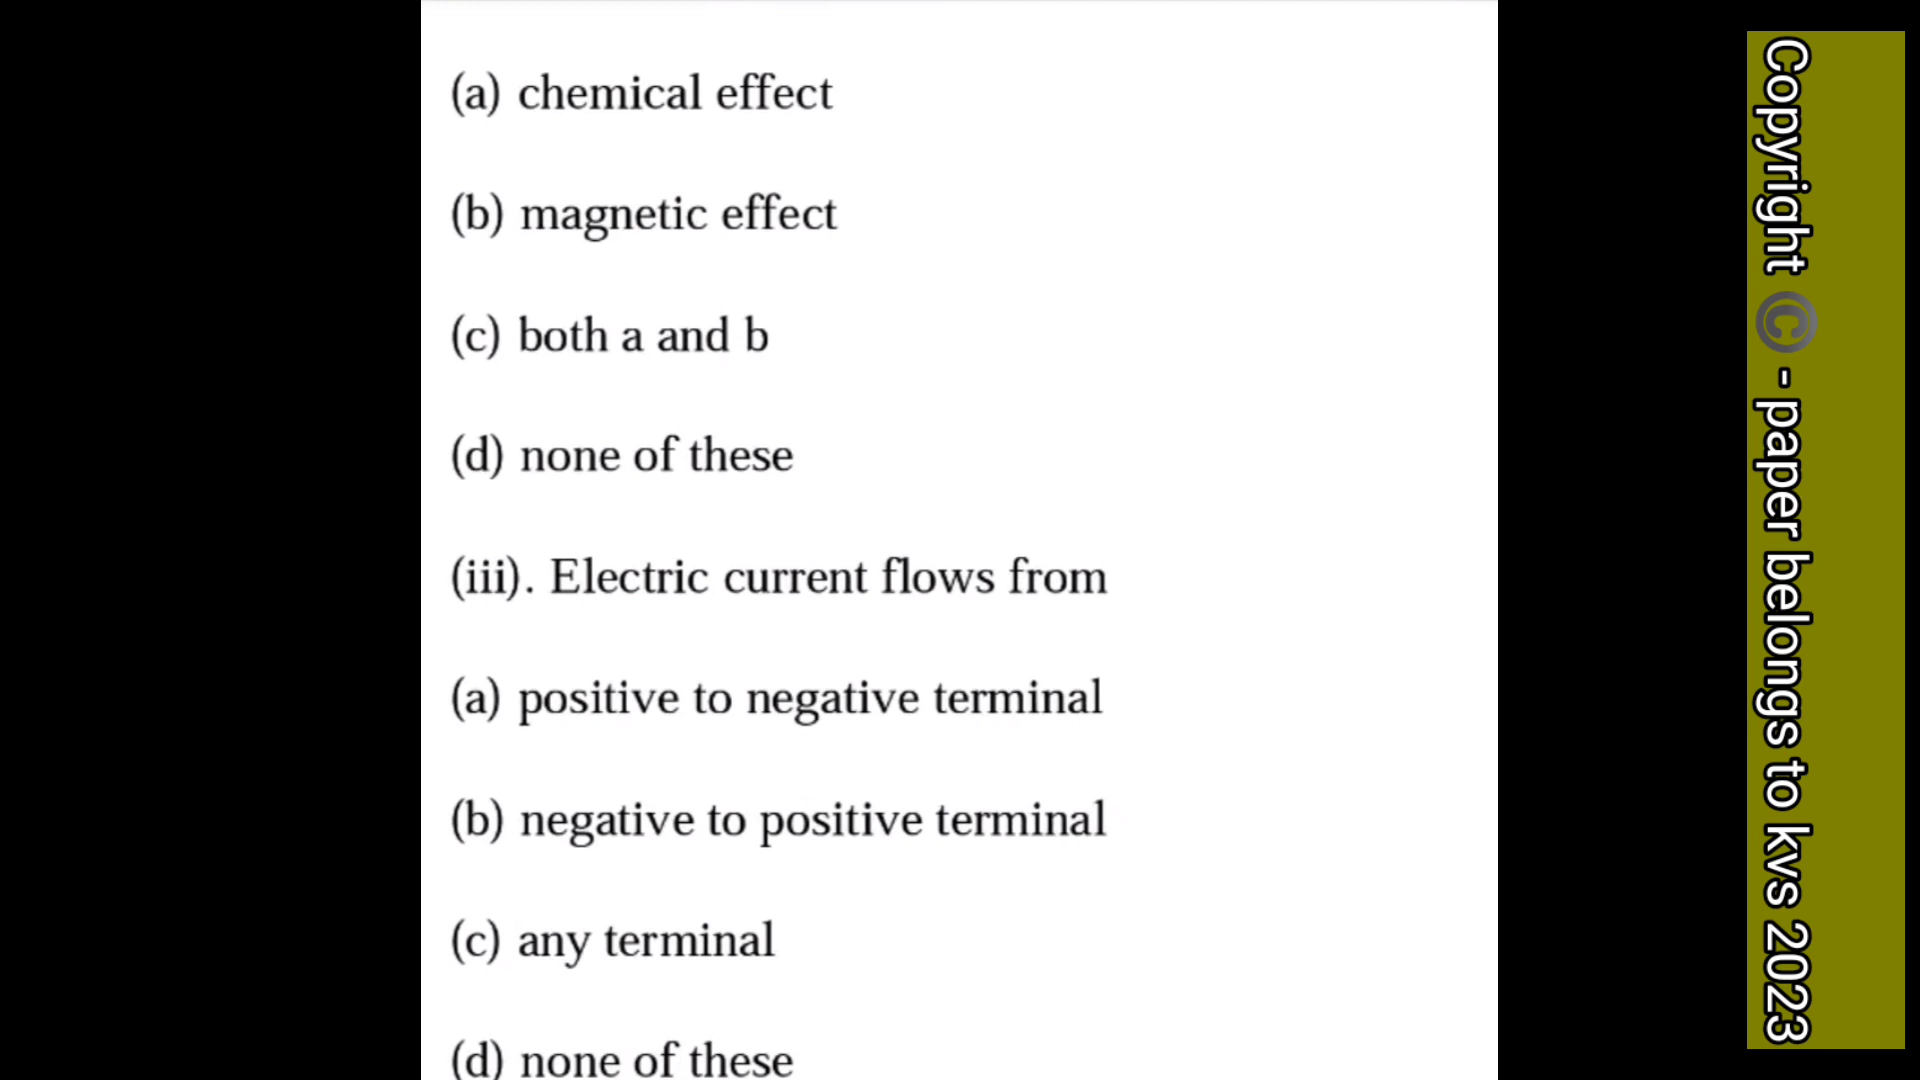 (a) chemical effect
(b) magnetic effect
(c) both a and b
(d) none of these
(iii). Electric current flows from
(a) positive to negative terminal
(b) negative to positive terminal
(c) any terminal
(d) none of these
Copyright © - paper belongs to kvs 2023